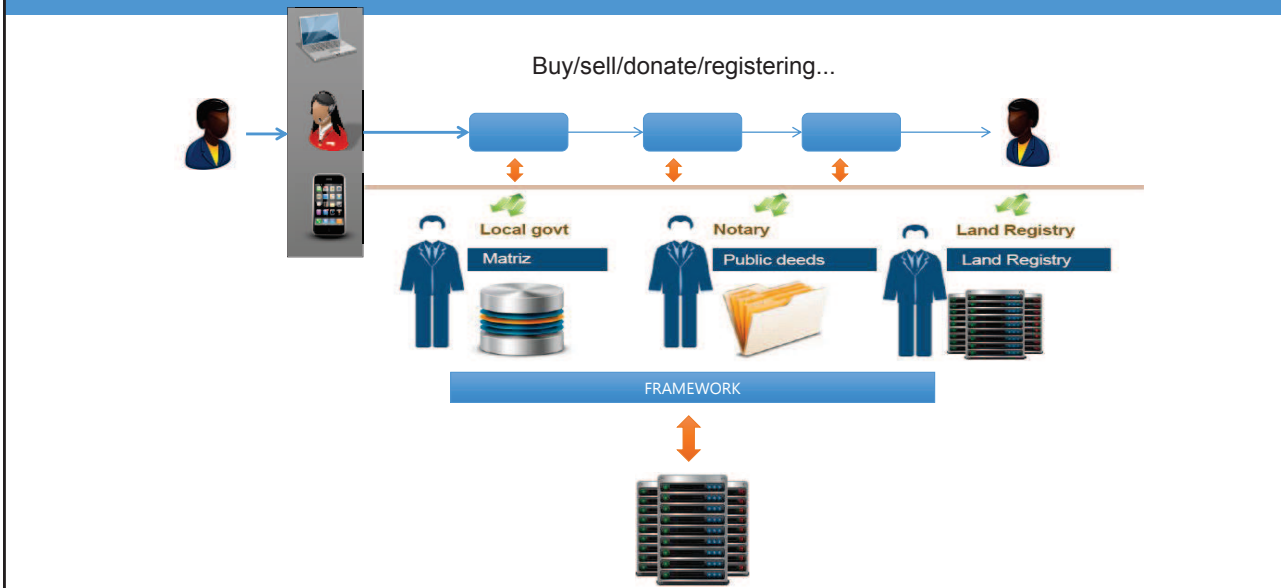 Buy/sell/donate/registering...
Local govt
Notary
Land Registry
Matriz
Public deeds
Land Registry
FRAMEWORK